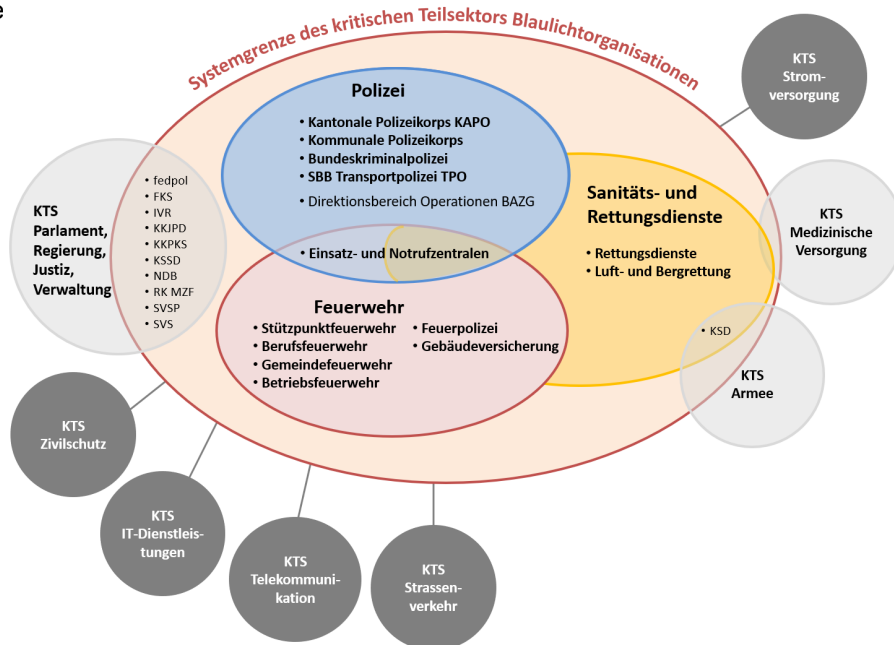 e
Systemgrenze des kritischen Teilsektors Blaulichtorganisationen
KTS
Strom-
versorgung
Polizei
• Kantonale Polizeikorps KAPO
• Kommunale Polizeikorps
• Bundeskriminalpolizei
• SBB Transportpolizei TPO
• Direktionsbereich Operationen BAZG
• Einsatz- und Notrufzentralen
KTS
Parlament,
Regierung,
Justiz,
Verwaltung
• fedpol
• FKS
• IVR
• KKJPD
• KKPKS
• KSSD
• NDB
• RK MZF
• SVSP
• SVS
Sanitäts- und
Rettungsdienste
• Rettungsdienste
• Luft- und Bergrettung
KTS
Medizinische
Versorgung
Feuerwehr
• Stützpunktfeuerwehr
• Berufsfeuerwehr
• Gemeindefeuerwehr
• Betriebsfeuerwehr
• Feuerpolizei
• Gebäudeversicherung
• KSD
KTS
Armee
KTS
Zivilschutz
KTS
IT-Dienstleis-
tungen
KTS
Telekommuni-
kation
KTS
Strassen-
verkehr